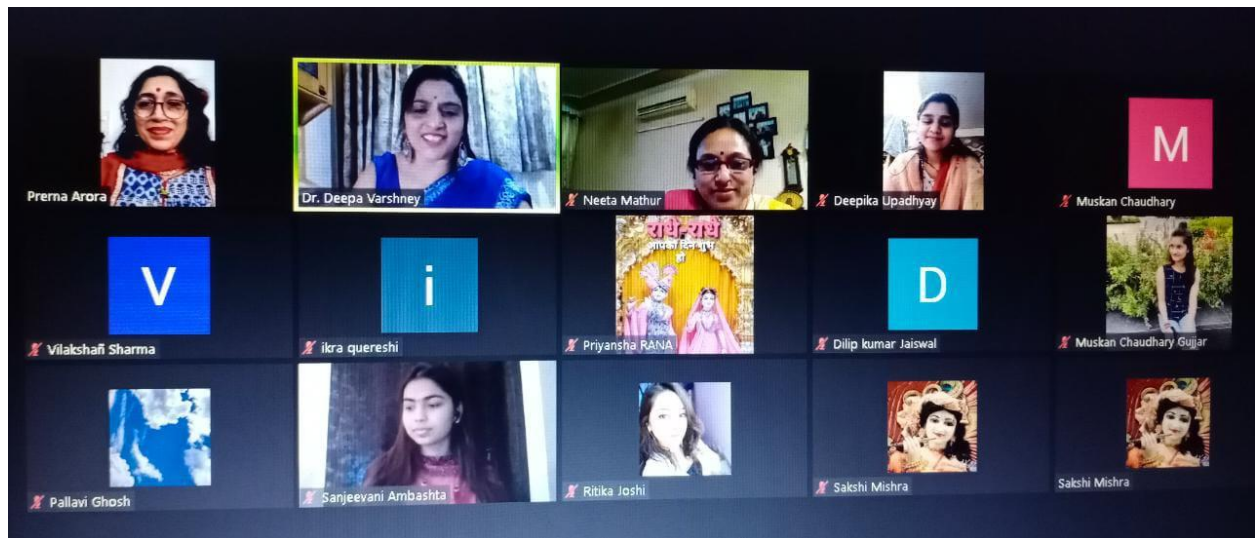 Prerna Arora
Dr. Deepa Varshney
Neeta Mathur
Deepika Upadhyay
M
Muskan Chaudhary
V
Vilakshañ Sharma
i
ikra quereshi
राधे-राधे
आपका दिन शुभ
हो
Priyansha RANA
D
Dilip kumar Jaiswal
Muskan Chaudhary Gujjar
Pallavi Ghosh
Sanjeevani Ambashta
Ritika Joshi
Sakshi Mishra
Sakshi Mishra